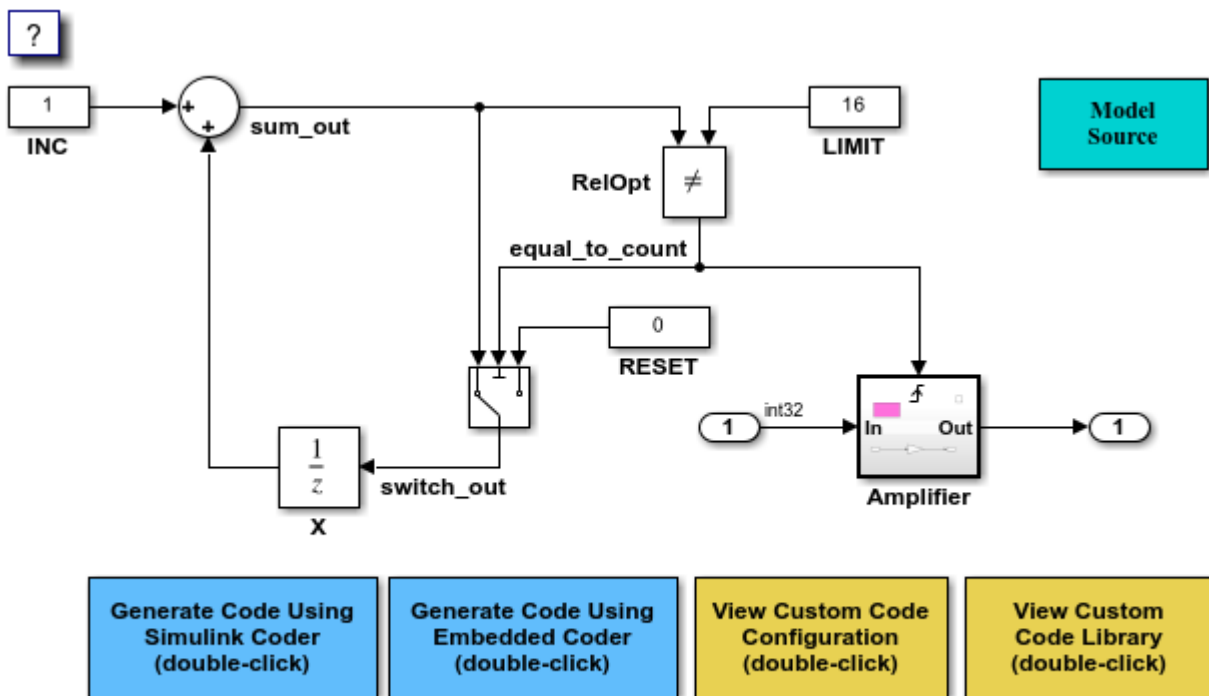 ?
1
INC
+
+
sum_out
16
LIMIT
Model
Source
RelOpt
≠
equal_to_count
0
RESET
1
z
X
switch_out
1
int32
In
Out
Amplifier
1
Generate Code Using
Simulink Coder
(double-click)
Generate Code Using
Embedded Coder
(double-click)
View Custom Code
Configuration
(double-click)
View Custom
Code Library
(double-click)